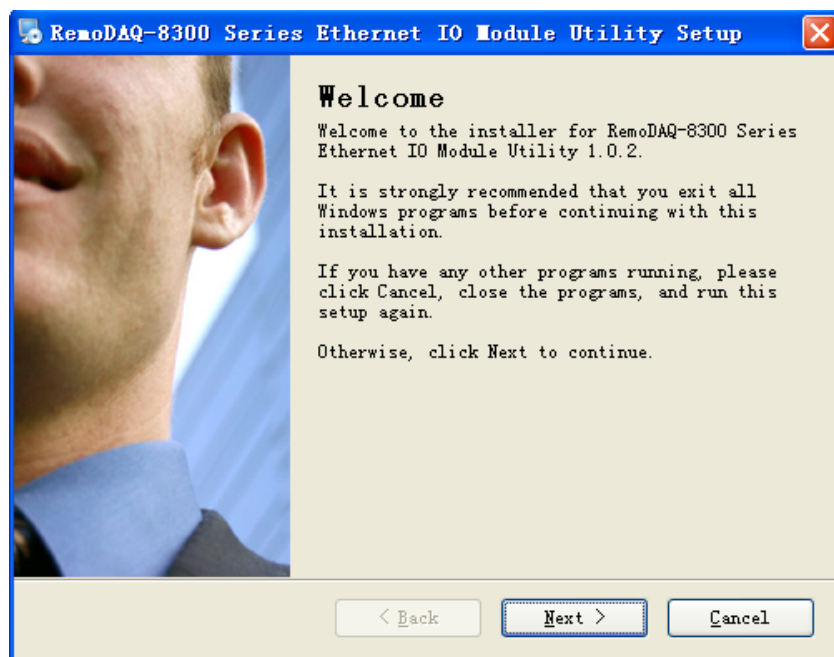 RemoDAQ-8300 Series Ethernet IO Module Utility Setup
Welcome
Welcome to the installer for RemoDAQ-8300 Series
Ethernet IO Module Utility 1.0.2.
It is strongly recommended that you exit all
Windows programs before continuing with this
installation.
If you have any other programs running, please
click Cancel, close the programs, and run this
setup again.
Otherwise, click Next to continue.
< Back
Next >
Cancel